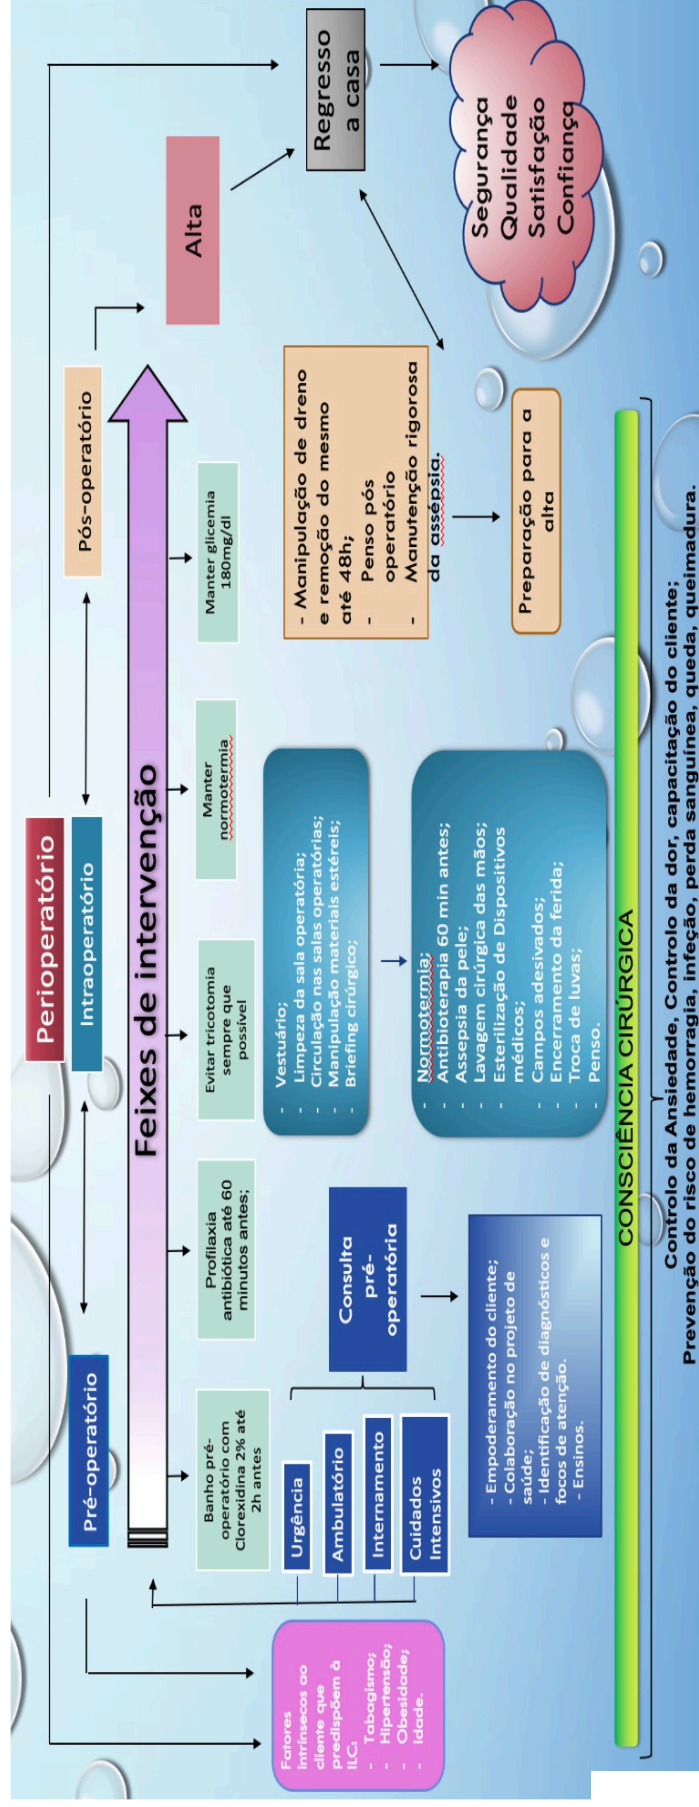 Perioperatório
Pré-operatório
Intraoperatório
Pós-operatório
Feixes de intervenção
Alta
Regresso
a casa
Segurança
Qualidade
Satisfação
Confiança
Banho pré-
operatório com
Clorexidina 2% até
2h antes
Profilaxia
antibiótica até 60
minutos antes;
Evitar tricotomia
sempre que
possível
Manter
normotermia
Manter glicemia
180mg/dl
Fatores
intrínsecos ao
cliente que
predispõem à
ILC:
- Tabagismo;
- Hipertensão;
- Obesidade;
- Idade.
Urgência
Ambulatório
Internamento
Cuidados
Intensivos
Consulta
pré-
operatória
- Empoderamento do cliente;
- Colaboração no projeto de
saúde;
- Identificação de diagnósticos e
focos de atenção.
- Ensinos.
- Vestuário;
- Limpeza da sala operatória;
- Circulação nas salas operatórias;
- Manipulação materiais estéreis;
- Briefing cirúrgico;
- Normotermia;
- Antibioterapia 60 min antes;
- Assepsia da pele;
- Lavagem cirúrgica das mãos;
- Esterilização de Dispositivos
médicos;
- Campos adesivados;
- Encerramento da ferida;
- Troca de luvas;
- Penso.
- Manipulação de dreno
e remoção do mesmo
até 48h;
- Penso pós
operatório
- Manutenção rigorosa
da assépsia.
Preparação para a
alta
CONSCIÊNCIA CIRÚRGICA
Controlo da Ansiedade, Controlo da dor, capacitação do cliente;
Prevenção do risco de hemorragia, infeção, perda sanguínea, queda, queimadura.